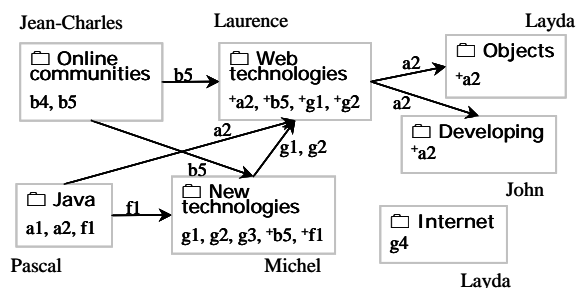 Jean-Charles
Laurence
Layda
Online
communities
b4, b5
b5
Web
technologies
+a2, +b5, +g1, +g2
a2
a2
Objects
+a2
Developing
+a2
John
a2
b5
g1, g2
Java
a1, a2, f1
f1
New
technologies
g1, g2, g3, +b5, +f1
Internet
g4
Pascal
Michel
Layda